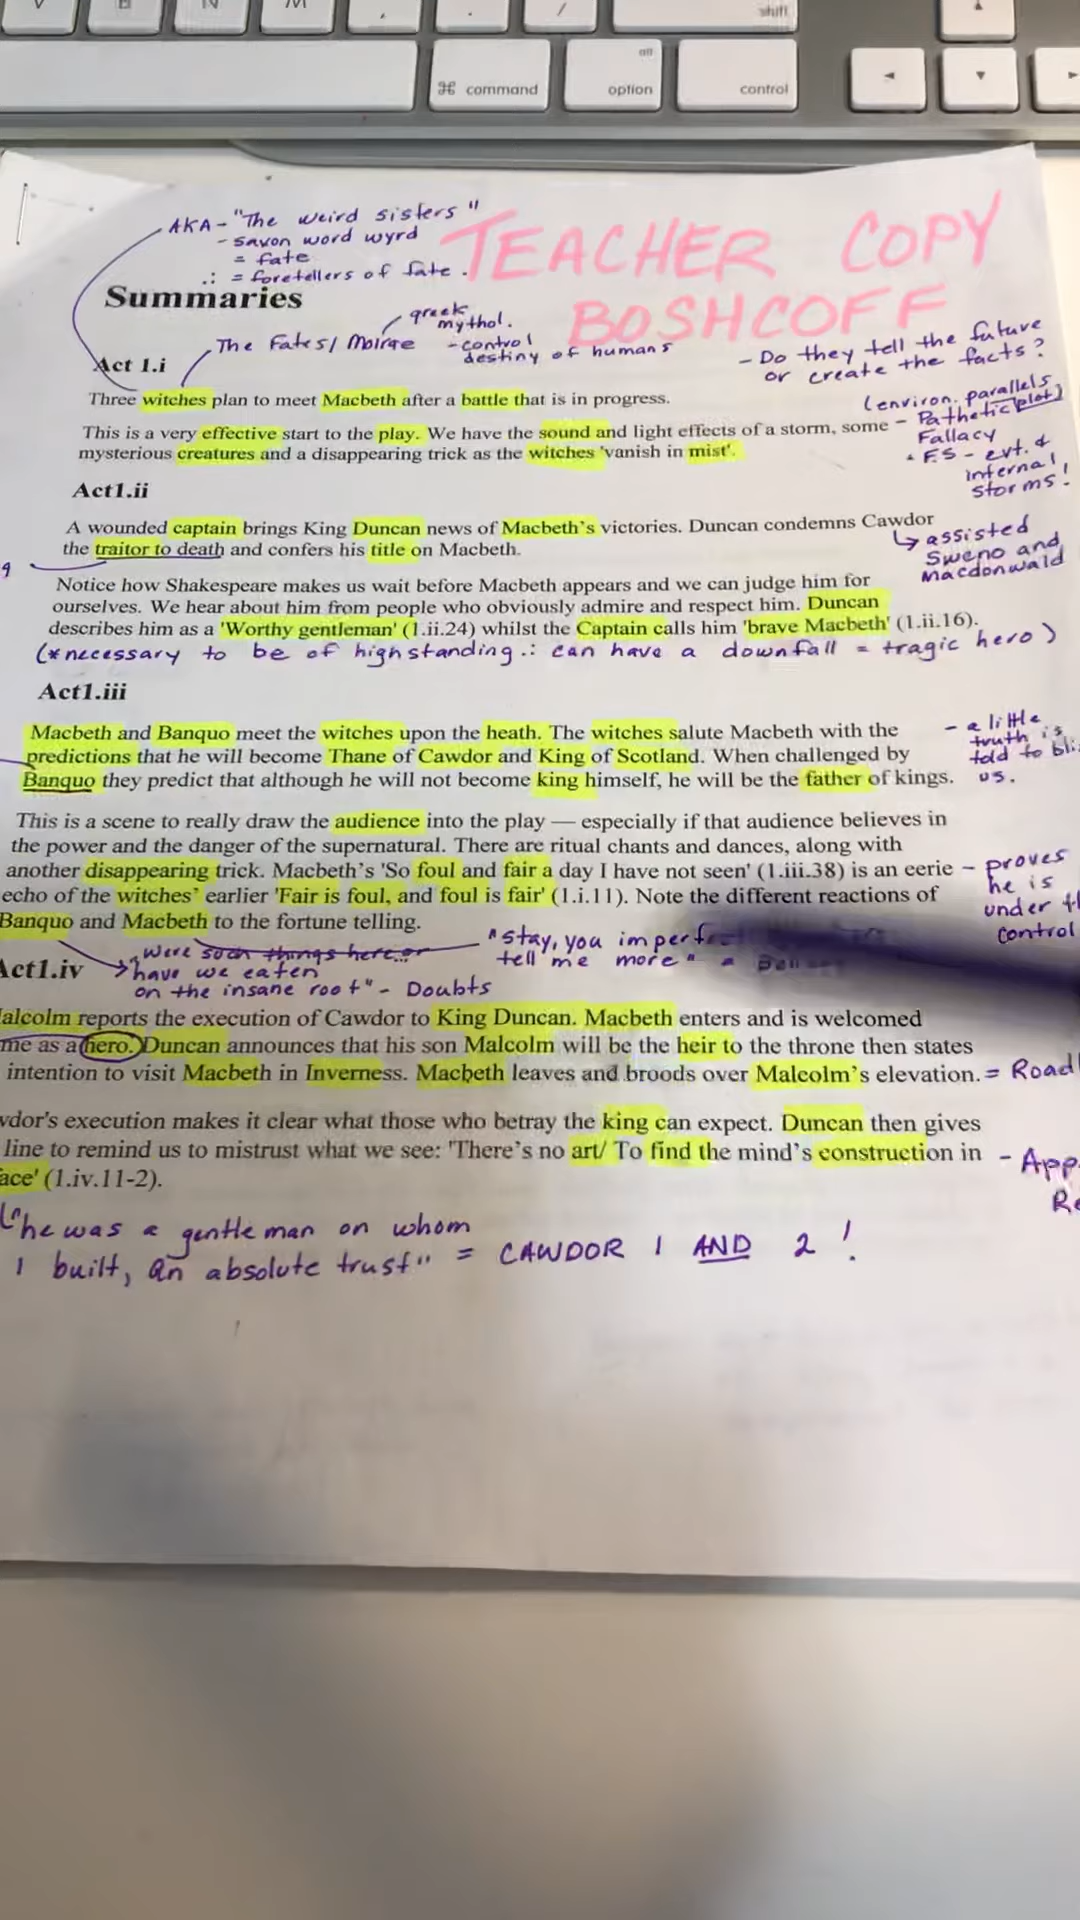 shift
⌘ command
alt
option
control
AKA - "The weird sisters"
- saxon word wyrd
= fate
∴ = foretellers of fate.
TEACHER COPY
BOSHCOFF
Summaries
The Fates/ Moirae
greek
mythol.
- control
destiny of humans
- Do they tell the future
or create the facts?
Act 1.i
Three witches plan to meet Macbeth after a battle that is in progress.
(environ. parallels
plot)
This is a very effective start to the play. We have the sound and light effects of a storm, some
mysterious creatures and a disappearing trick as the witches 'vanish in mist'.
- Pathetic
Fallacy
• F.S - ext. &
internal
storms!
Act1.ii
A wounded captain brings King Duncan news of Macbeth's victories. Duncan condemns Cawdor
the traitor to death and confers his title on Macbeth.
↳ assisted
Sweno and
Macdonwald
Notice how Shakespeare makes us wait before Macbeth appears and we can judge him for
ourselves. We hear about him from people who obviously admire and respect him. Duncan
describes him as a 'Worthy gentleman' (1.ii.24) whilst the Captain calls him 'brave Macbeth' (1.ii.16).
(*necessary to be of high standing ∴ can have a downfall = tragic hero)
Act1.iii
Macbeth and Banquo meet the witches upon the heath. The witches salute Macbeth with the
predictions that he will become Thane of Cawdor and King of Scotland. When challenged by
Banquo they predict that although he will not become king himself, he will be the father of kings.
- a little
truth is
told to
us.
This is a scene to really draw the audience into the play — especially if that audience believes in
the power and the danger of the supernatural. There are ritual chants and dances, along with
another disappearing trick. Macbeth's 'So foul and fair a day I have not seen' (1.iii.38) is an eerie
echo of the witches' earlier 'Fair is foul, and foul is fair' (1.i.11). Note the different reactions of
Banquo and Macbeth to the fortune telling.
- proves
he is
under
control
"were such things here...or
have we eaten
on the insane root" - Doubts
"stay, you
tell me more"
Act1.iv
Malcolm reports the execution of Cawdor to King Duncan. Macbeth enters and is welcomed
me as a hero. Duncan announces that his son Malcolm will be the heir to the throne then states
intention to visit Macbeth in Inverness. Macbeth leaves and broods over Malcolm's elevation.
= Road
wdor's execution makes it clear what those who betray the king can expect. Duncan then gives
line to remind us to mistrust what we see: 'There's no art/ To find the mind's construction in
ace' (1.iv.11-2).
- App
Re
"he was a gentleman on whom
I built, an absolute trust" = CAWDOR 1 AND 2!